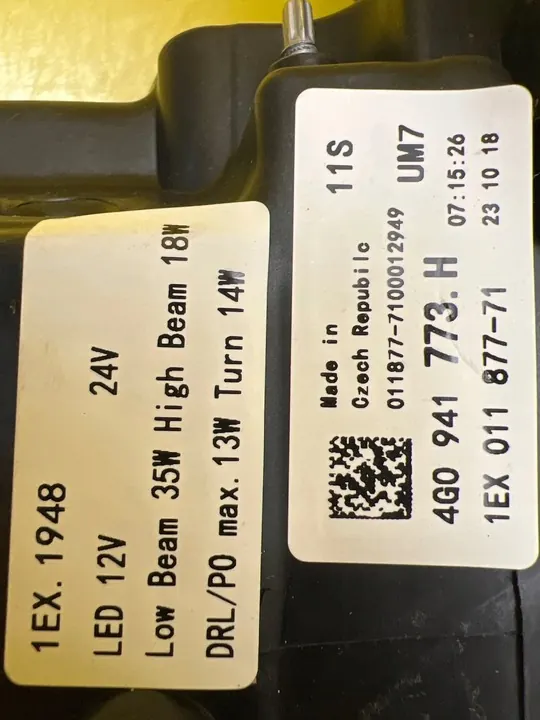 1EX. 1948
LED 12V 24V
Low Beam 35W High Beam 18W
DRL/PO max. 13W Turn 14W
11S UM7
Made in
Czech Repubilc
011877-7100012949
4G0 941 773. H 07:15:26
1EX 011 877-71 23 10 18